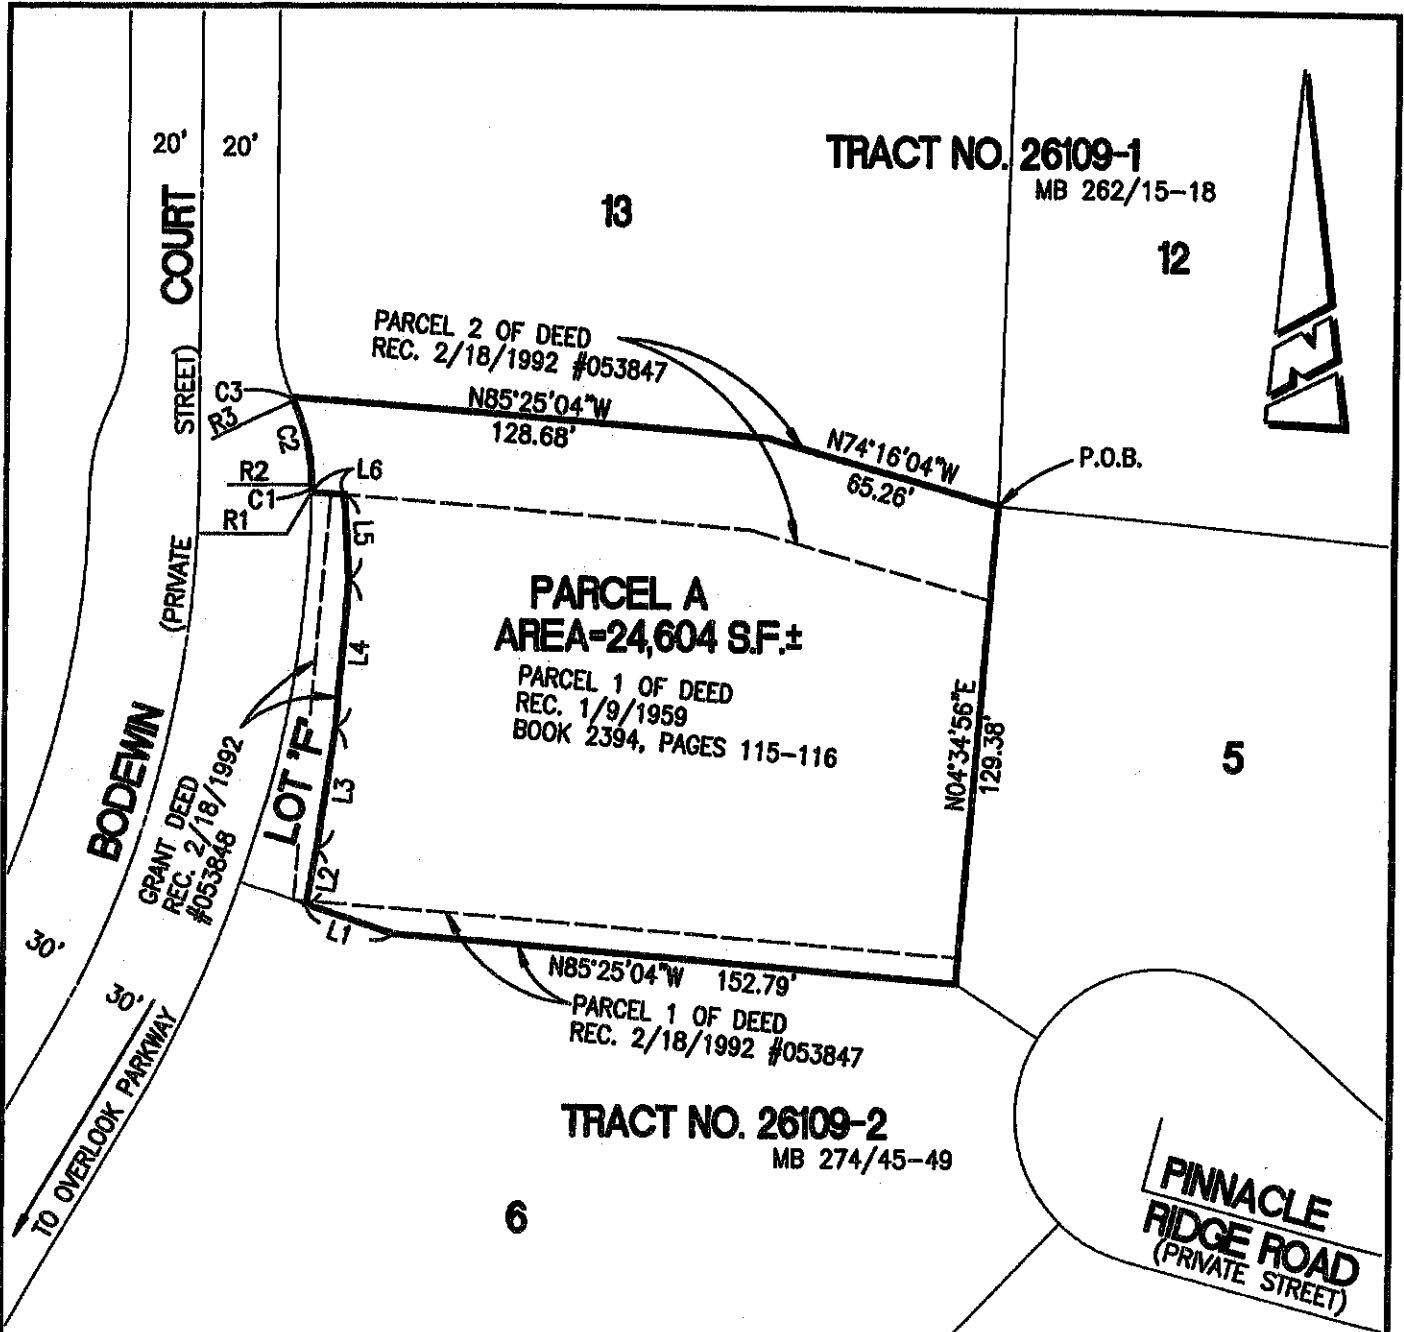 20'
20'
COURT
TRACT NO. 26109-1
MB 262/15-18
13
12
N
PARCEL 2 OF DEED
REC. 2/18/1992 #053847
STREET)
C3
R3
C2
N85°25'04"W
128.68'
N74°16'04"W
65.26'
P.O.B.
R2
C1
L6
R1
L5
(PRIVATE
PARCEL A
AREA=24,604 S.F.±
PARCEL 1 OF DEED
REC. 1/9/1959
BOOK 2394, PAGES 115-116
L4
N04°34'56"E
129.38'
5
BODEWIN
LOT 'F'
L3
GRANT DEED
REC. 2/18/1992
#053848
L2
L1
30'
30'
N85°25'04"W 152.79'
PARCEL 1 OF DEED
REC. 2/18/1992 #053847
TO OVERLOOK PARKWAY
TRACT NO. 26109-2
MB 274/45-49
6
PINNACLE
RIDGE ROAD
(PRIVATE STREET)